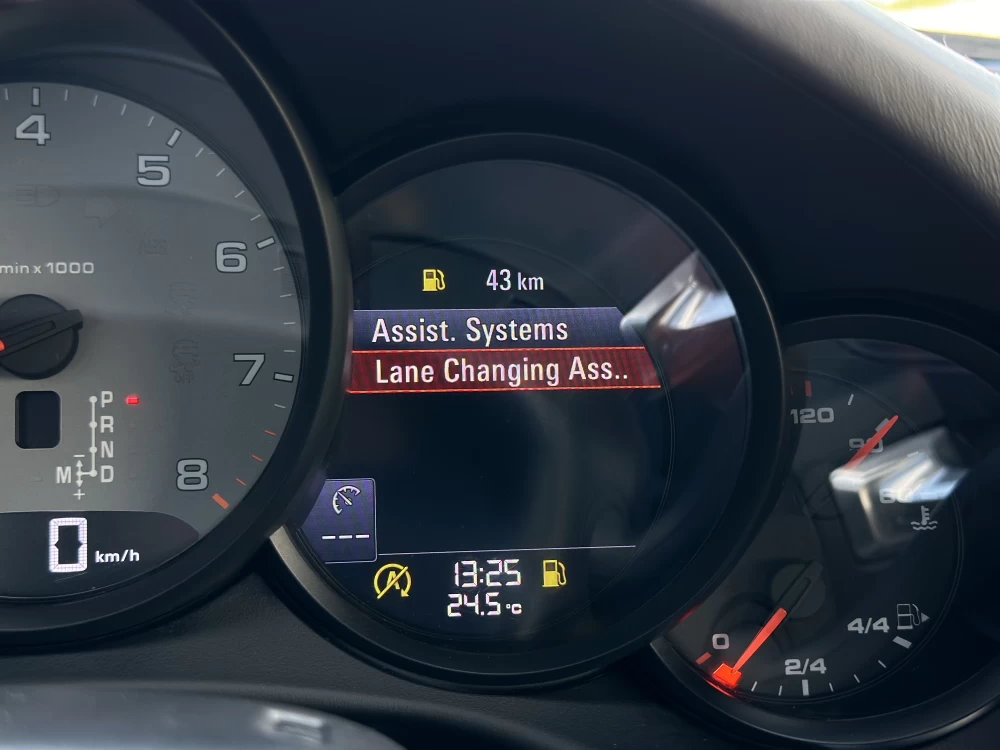 4
5
6
7
8
min x 1000
P
R
N
M D
-
+
0 km/h
43 km
Assist. Systems
Lane Changing Ass..
---
A
13:25
24.5 °C
120
90
0
2/4
4/4